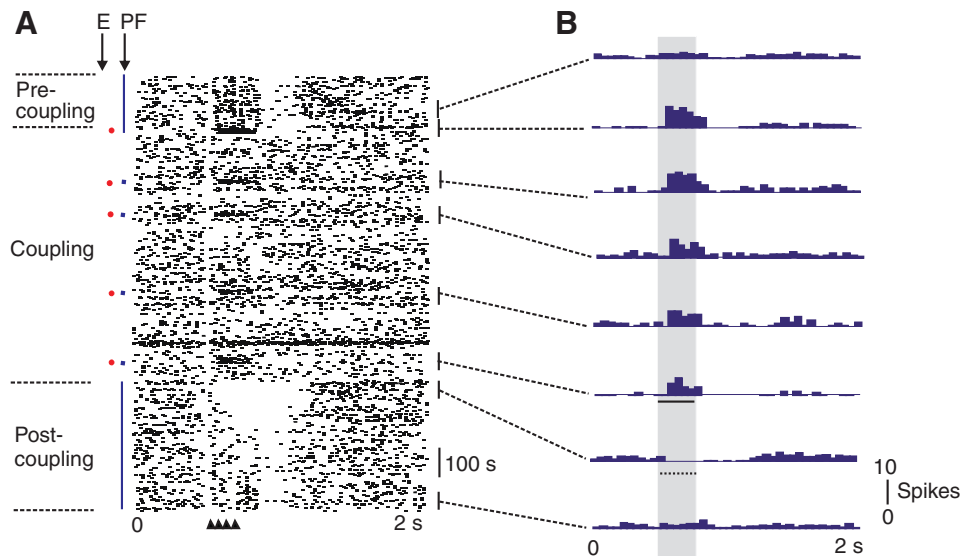 A
E PF
B
Pre-
coupling
Coupling
Post-
coupling
100 s
0
2 s
10
Spikes
0
0
2 s